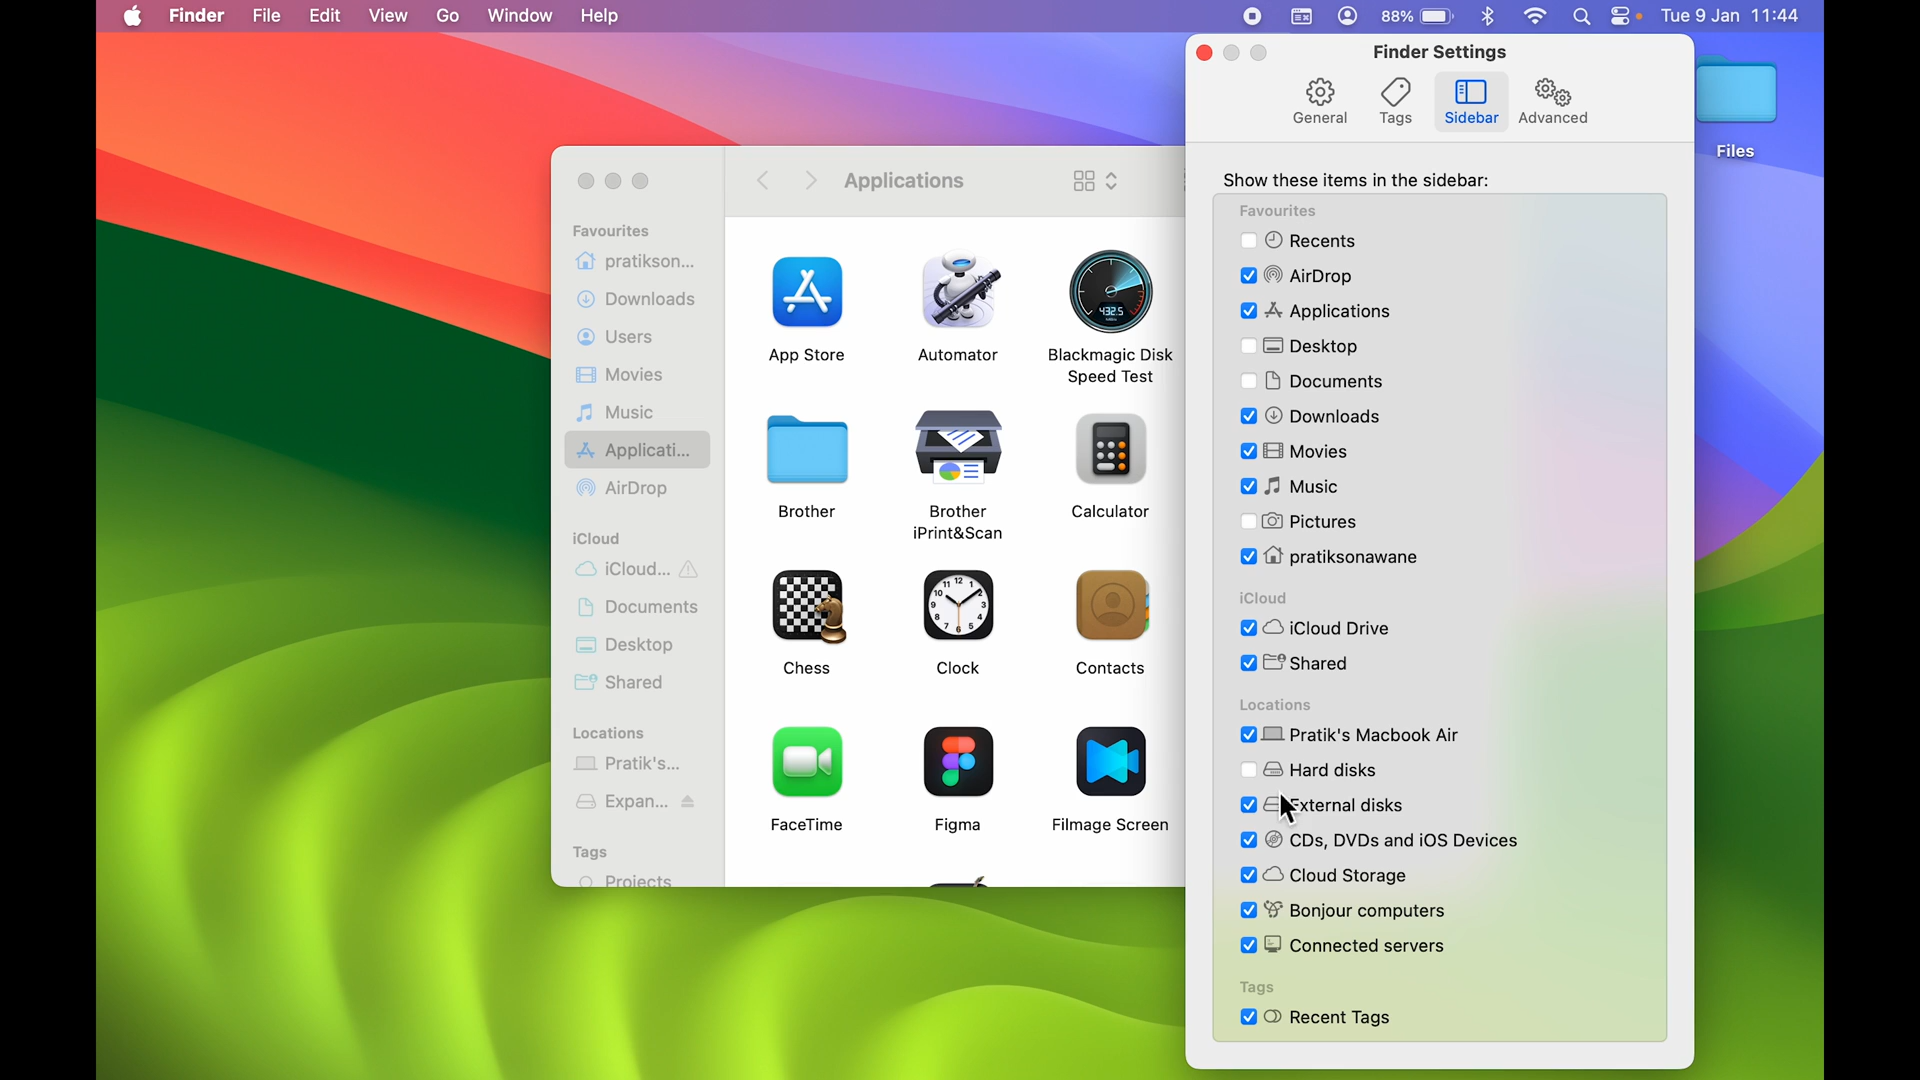 Finder File Edit View Go Window Help 88% Tue 9 Jan 11:44
Files
Applications
Favourites
pratikson...
Downloads
Users
Movies
Music
Applicati...
AirDrop
iCloud
iCloud...
Documents
Desktop
Shared
Locations
Pratik's...
Expan...
Tags
Projects
App Store
Automator
Blackmagic Disk
Speed Test
Brother
Brother
iPrint&Scan
Calculator
Chess
Clock
Contacts
FaceTime
Figma
Filmage Screen
Finder Settings
General Tags Sidebar Advanced
Show these items in the sidebar:
Favourites
Recents
AirDrop
Applications
Desktop
Documents
Downloads
Movies
Music
Pictures
pratiksonawane
iCloud
iCloud Drive
Shared
Locations
Pratik's Macbook Air
Hard disks
External disks
CDs, DVDs and iOS Devices
Cloud Storage
Bonjour computers
Connected servers
Tags
Recent Tags